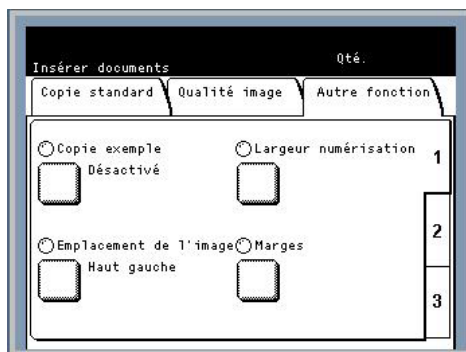 Qté.
Insérer documents
Copie standard Qualité image Autre fonction
Copie exemple Largeur numérisation
Désactivé
1
2
Emplacement de l'image Marges
Haut gauche
3